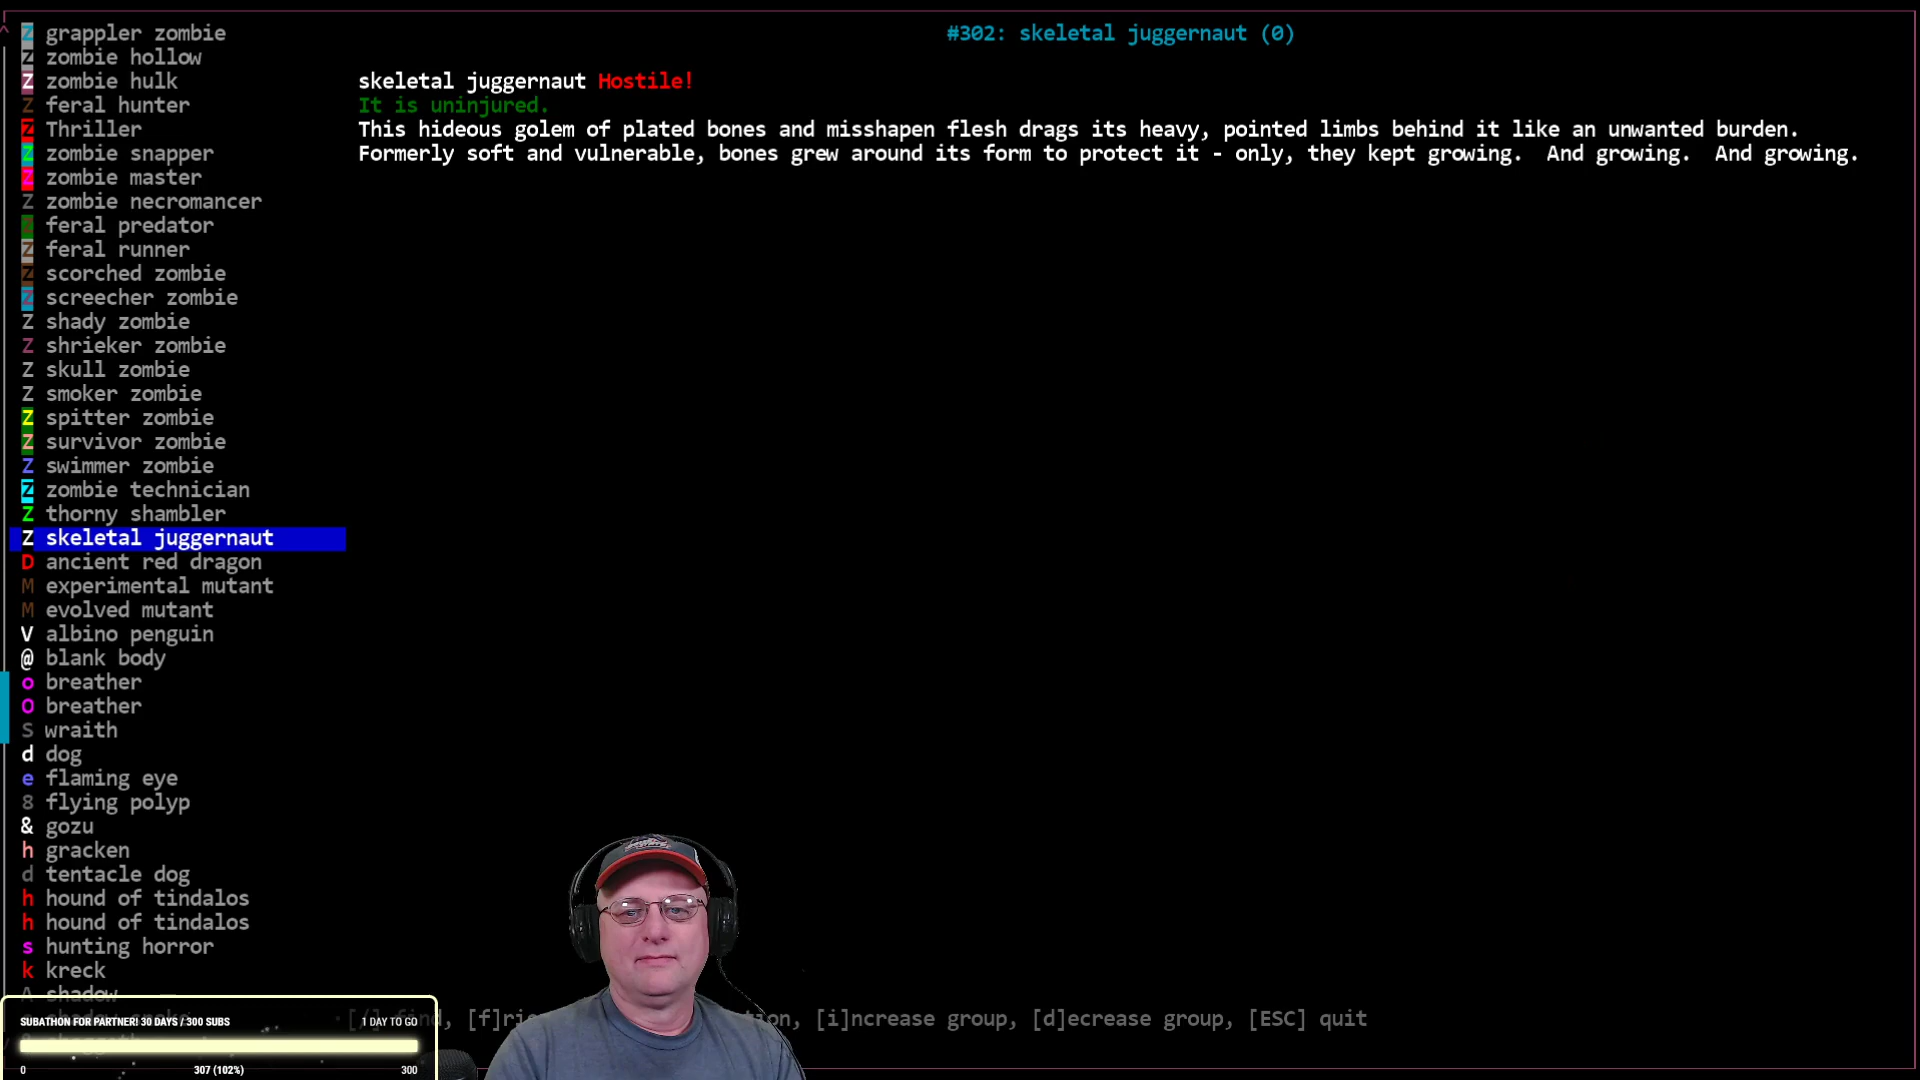 Z grappler zombie
#302: skeletal juggernaut (0)
Z zombie hollow
Z zombie hulk
skeletal juggernaut Hostile!
Z feral hunter
It is uninjured.
Z Thriller
This hideous golem of plated bones and misshapen flesh drags its heavy, pointed limbs behind it like an unwanted burden.
Z zombie snapper
Formerly soft and vulnerable, bones grew around its form to protect it - only, they kept growing.  And growing.  And growing.
Z zombie master
Z zombie necromancer
feral predator
Z feral runner
Z scorched zombie
Z screecher zombie
Z shady zombie
Z shrieker zombie
Z skull zombie
Z smoker zombie
Z spitter zombie
Z survivor zombie
Z swimmer zombie
Z zombie technician
Z thorny shambler
Z skeletal juggernaut
D ancient red dragon
M experimental mutant
M evolved mutant
V albino penguin
@ blank body
o breather
O breather
S wraith
d dog
e flaming eye
8 flying polyp
& gozu
h gracken
d tentacle dog
h hound of tindalos
h hound of tindalos
s hunting horror
k kreck
shadow
SUBATHON FOR PARTNER! 30 DAYS / 300 SUBS
1 DAY TO GO
[i]ncrease group, [d]ecrease group, [ESC] quit
0
307 (102%)
300